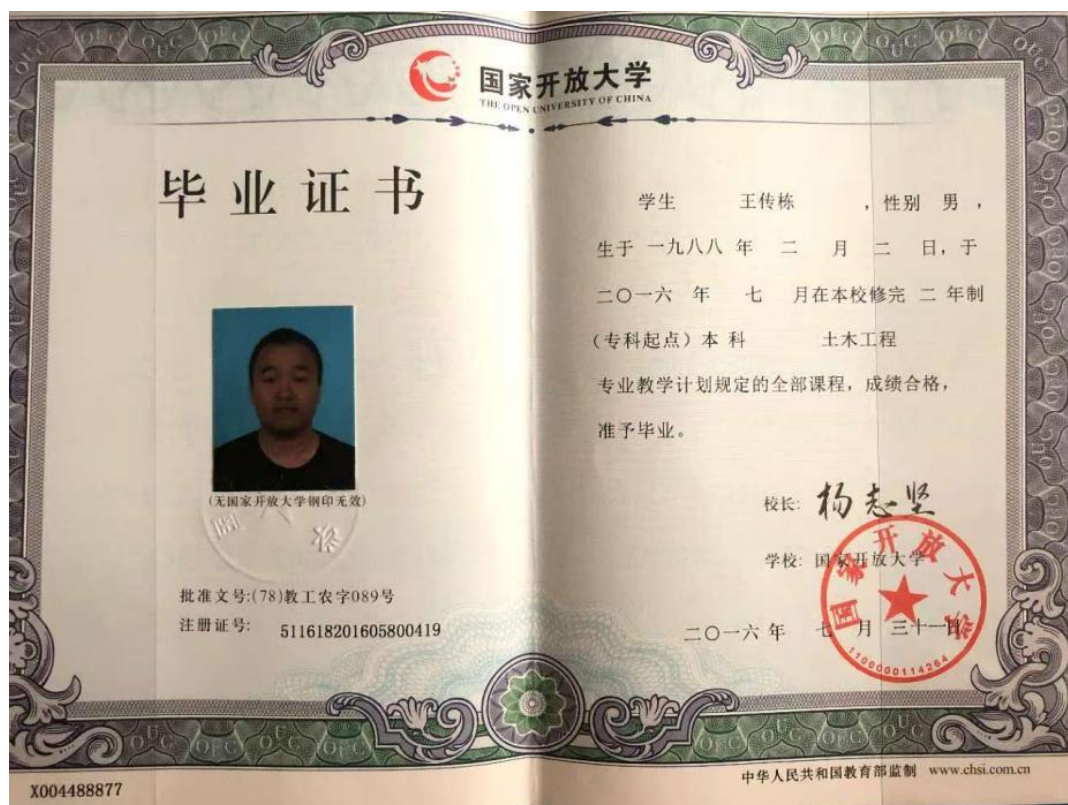 国家开放大学
THE OPEN UNIVERSITY OF CHINA
毕业证书
(无国家开放大学钢印无效)
批准文号:(78)教工农字089号
注册证号: 511618201605800419
学生 王传栋 , 性别 男 ,
生于 一九八八 年 二 月 二 日, 于
二〇一六 年 七 月在本校修完 二 年制
(专科起点) 本 科 土木工程
专业教学计划规定的全部课程, 成绩合格,
准予毕业。
校长: 杨志坚
学校: 国家开放大学
二〇一六 年 七 月 三十一日
国家开放大学
1100000114264
X004488877
中华人民共和国教育部监制 www.chsi.com.cn